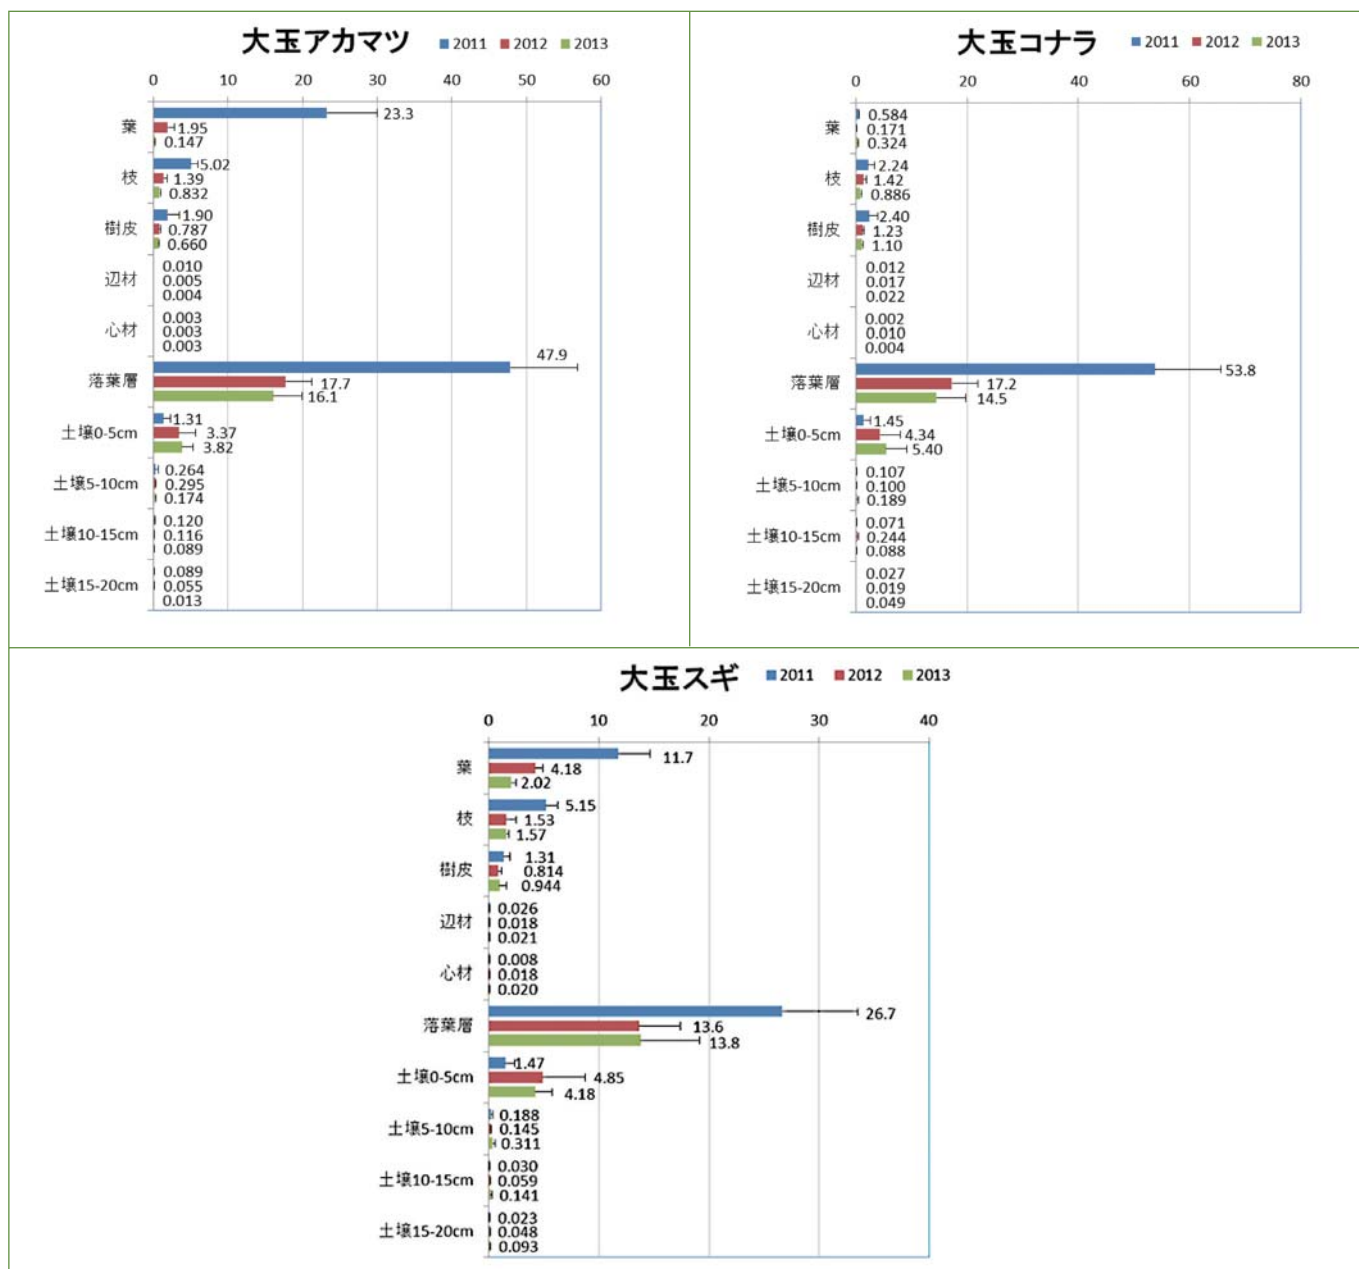 大玉アカマツ 2011 2012 2013
0 10 20 30 40 50 60
葉 23.3 1.95 0.147
枝 5.02 1.39 0.832
樹皮 1.90 0.787 0.660
辺材 0.010 0.005 0.004
心材 0.003 0.003 0.003
落葉層 47.9 17.7 16.1
土壌0-5cm 1.31 3.37 3.82
土壌5-10cm 0.264 0.295 0.174
土壌10-15cm 0.120 0.116 0.089
土壌15-20cm 0.089 0.055 0.013
大玉コナラ 2011 2012 2013
0 20 40 60 80
葉 0.584 0.171 0.324
枝 2.24 1.42 0.886
樹皮 2.40 1.23 1.10
辺材 0.012 0.017 0.022
心材 0.002 0.010 0.004
落葉層 53.8 17.2 14.5
土壌0-5cm 1.45 4.34 5.40
土壌5-10cm 0.107 0.100 0.189
土壌10-15cm 0.071 0.244 0.088
土壌15-20cm 0.027 0.019 0.049
大玉スギ 2011 2012 2013
0 10 20 30 40
葉 11.7 4.18 2.02
枝 5.15 1.53 1.57
樹皮 1.31 0.814 0.944
辺材 0.026 0.018 0.021
心材 0.008 0.018 0.020
落葉層 26.7 13.6 13.8
土壌0-5cm 1.47 4.85 4.18
土壌5-10cm 0.188 0.145 0.311
土壌10-15cm 0.030 0.059 0.141
土壌15-20cm 0.023 0.048 0.093